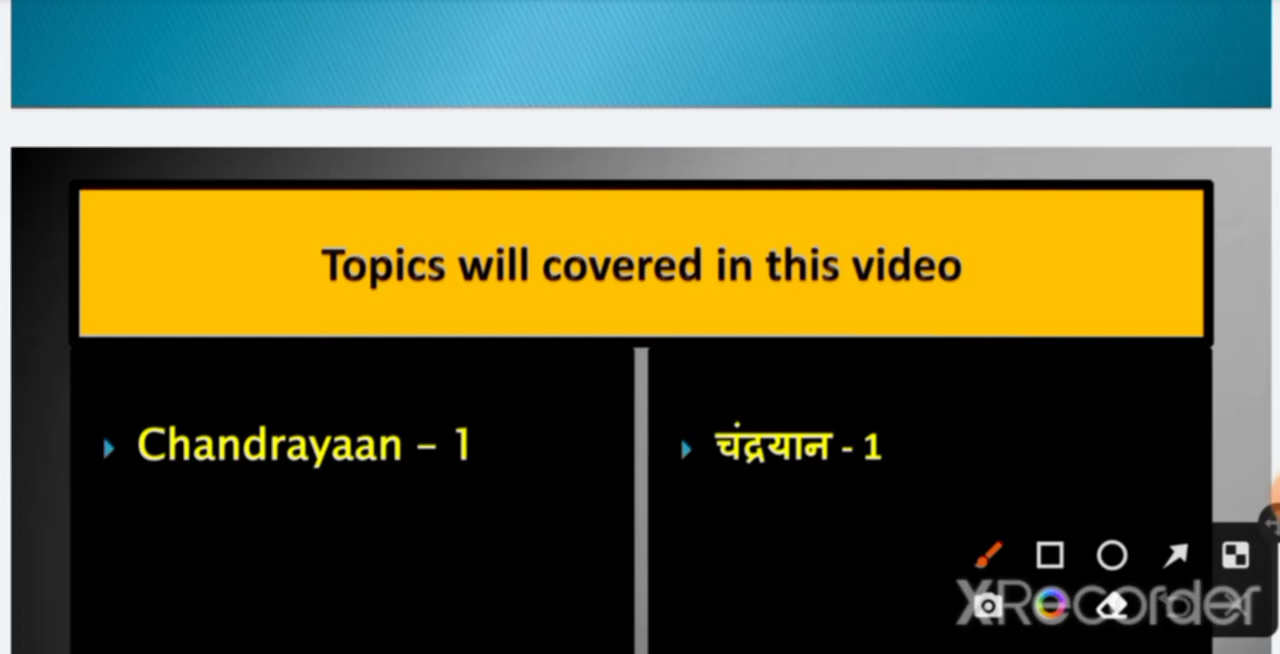 Topics will covered in this video
Chandrayaan – 1
चंद्रयान - 1
XRecorder